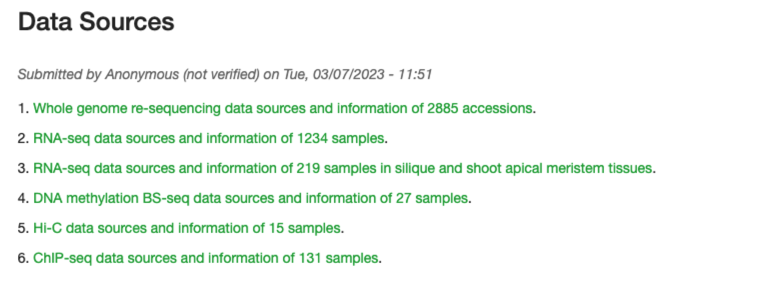 Data Sources
Submitted by Anonymous (not verified) on Tue, 03/07/2023 - 11:51
1. Whole genome re-sequencing data sources and information of 2885 accessions.
2. RNA-seq data sources and information of 1234 samples.
3. RNA-seq data sources and information of 219 samples in silique and shoot apical meristem tissues.
4. DNA methylation BS-seq data sources and information of 27 samples.
5. Hi-C data sources and information of 15 samples.
6. ChIP-seq data sources and information of 131 samples.